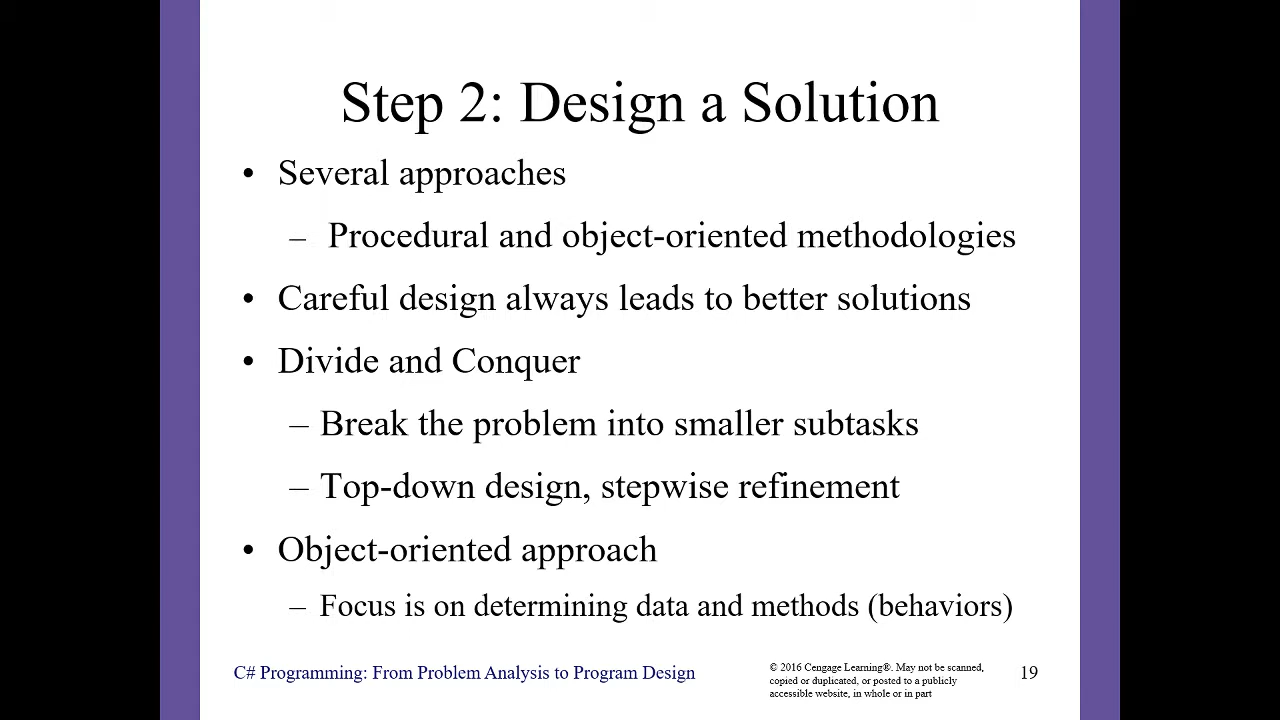 Step 2: Design a Solution
• Several approaches
– Procedural and object-oriented methodologies
• Careful design always leads to better solutions
• Divide and Conquer
– Break the problem into smaller subtasks
– Top-down design, stepwise refinement
• Object-oriented approach
– Focus is on determining data and methods (behaviors)
C# Programming: From Problem Analysis to Program Design
© 2016 Cengage Learning®. May not be scanned,
copied or duplicated, or posted to a publicly
accessible website, in whole or in part
19